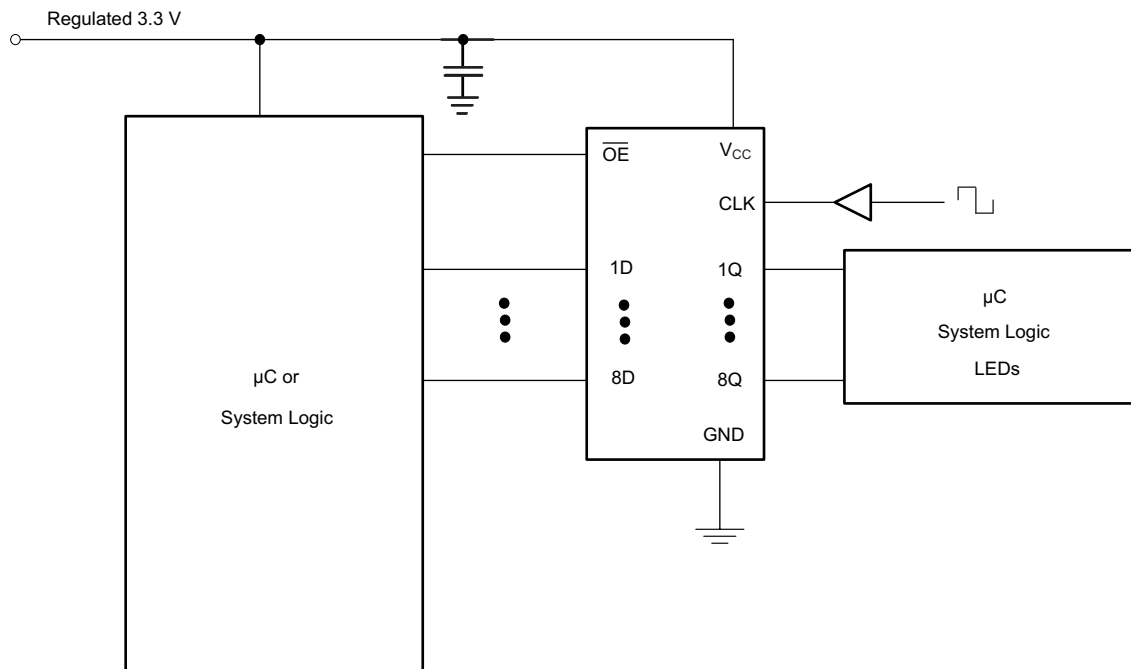 Regulated 3.3 V
OE
VCC
CLK
1D
1Q
µC
System Logic
LEDs
µC or
System Logic
8D
8Q
GND